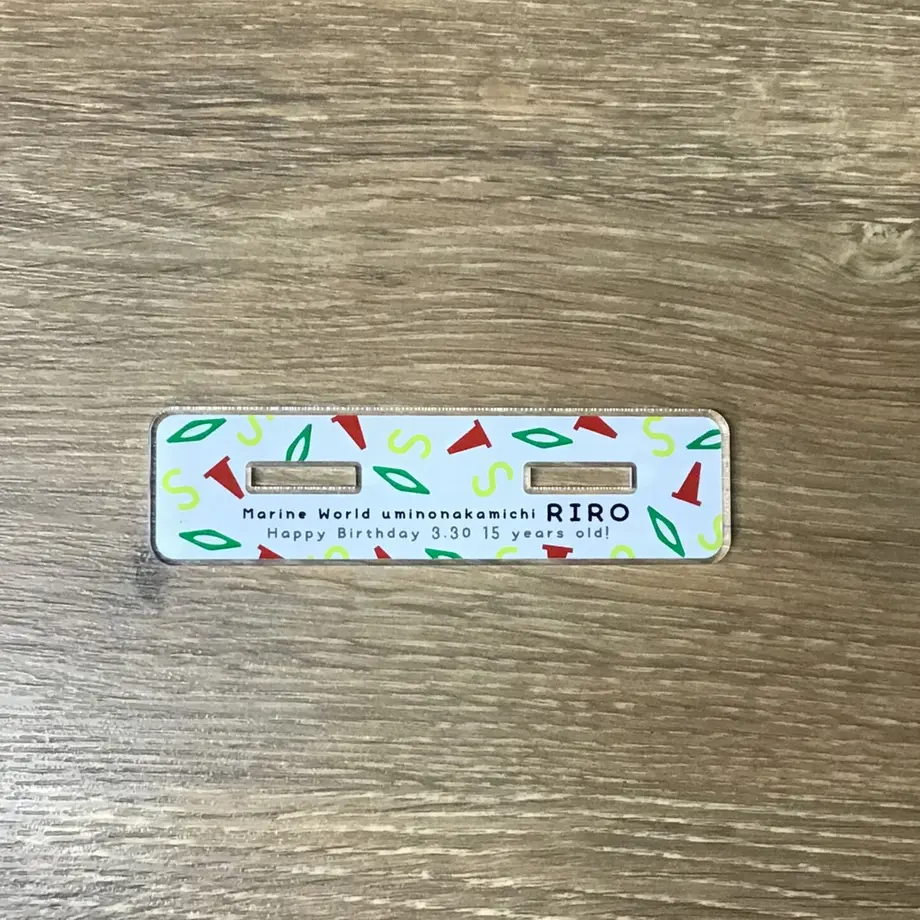 Marine World uminonakamichi RIRO
Happy Birthday 3.30 15 years old!